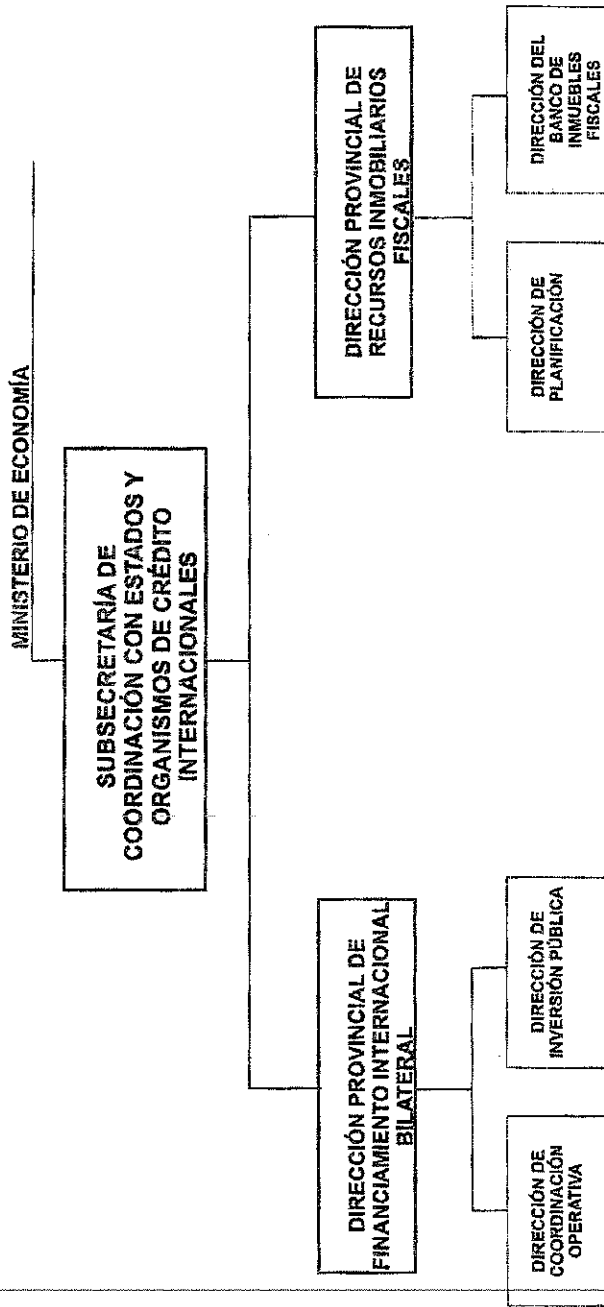 MINISTERIO DE ECONOMÍA
SUBSECRETARÍA DE
COORDINACIÓN CON ESTADOS Y
ORGANISMOS DE CRÉDITO
INTERNACIONALES
DIRECCIÓN PROVINCIAL DE
FINANCIAMIENTO INTERNACIONAL
BILATERAL
DIRECCIÓN PROVINCIAL DE
RECURSOS INMOBILIARIOS
FISCALES
DIRECCIÓN DE
COORDINACIÓN
OPERATIVA
DIRECCIÓN DE
INVERSIÓN PÚBLICA
DIRECCIÓN DE
PLANIFICACIÓN
DIRECCIÓN DEL
BANCO DE
INMUEBLES
FISCALES